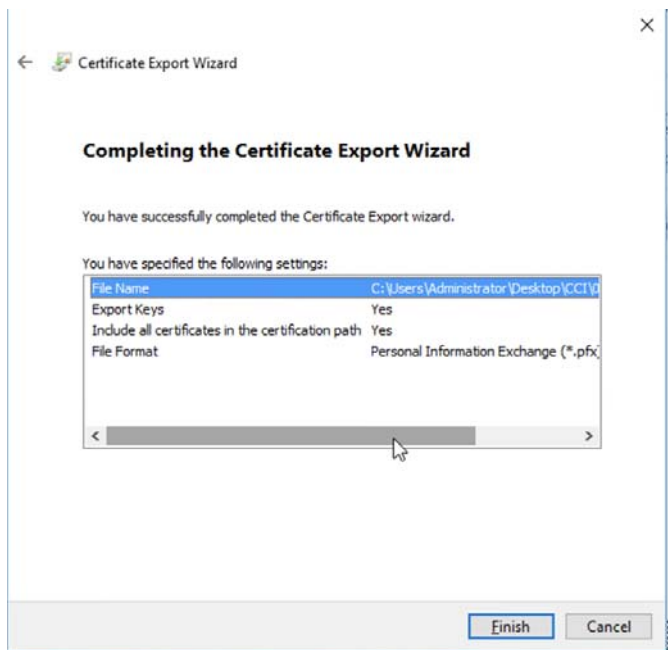 Certificate Export Wizard
Completing the Certificate Export Wizard
You have successfully completed the Certificate Export wizard.
You have specified the following settings:
File Name C:\Users\Administrator\Desktop\CCI\0
Export Keys Yes
Include all certificates in the certification path Yes
File Format Personal Information Exchange (*.pfx
Finish Cancel